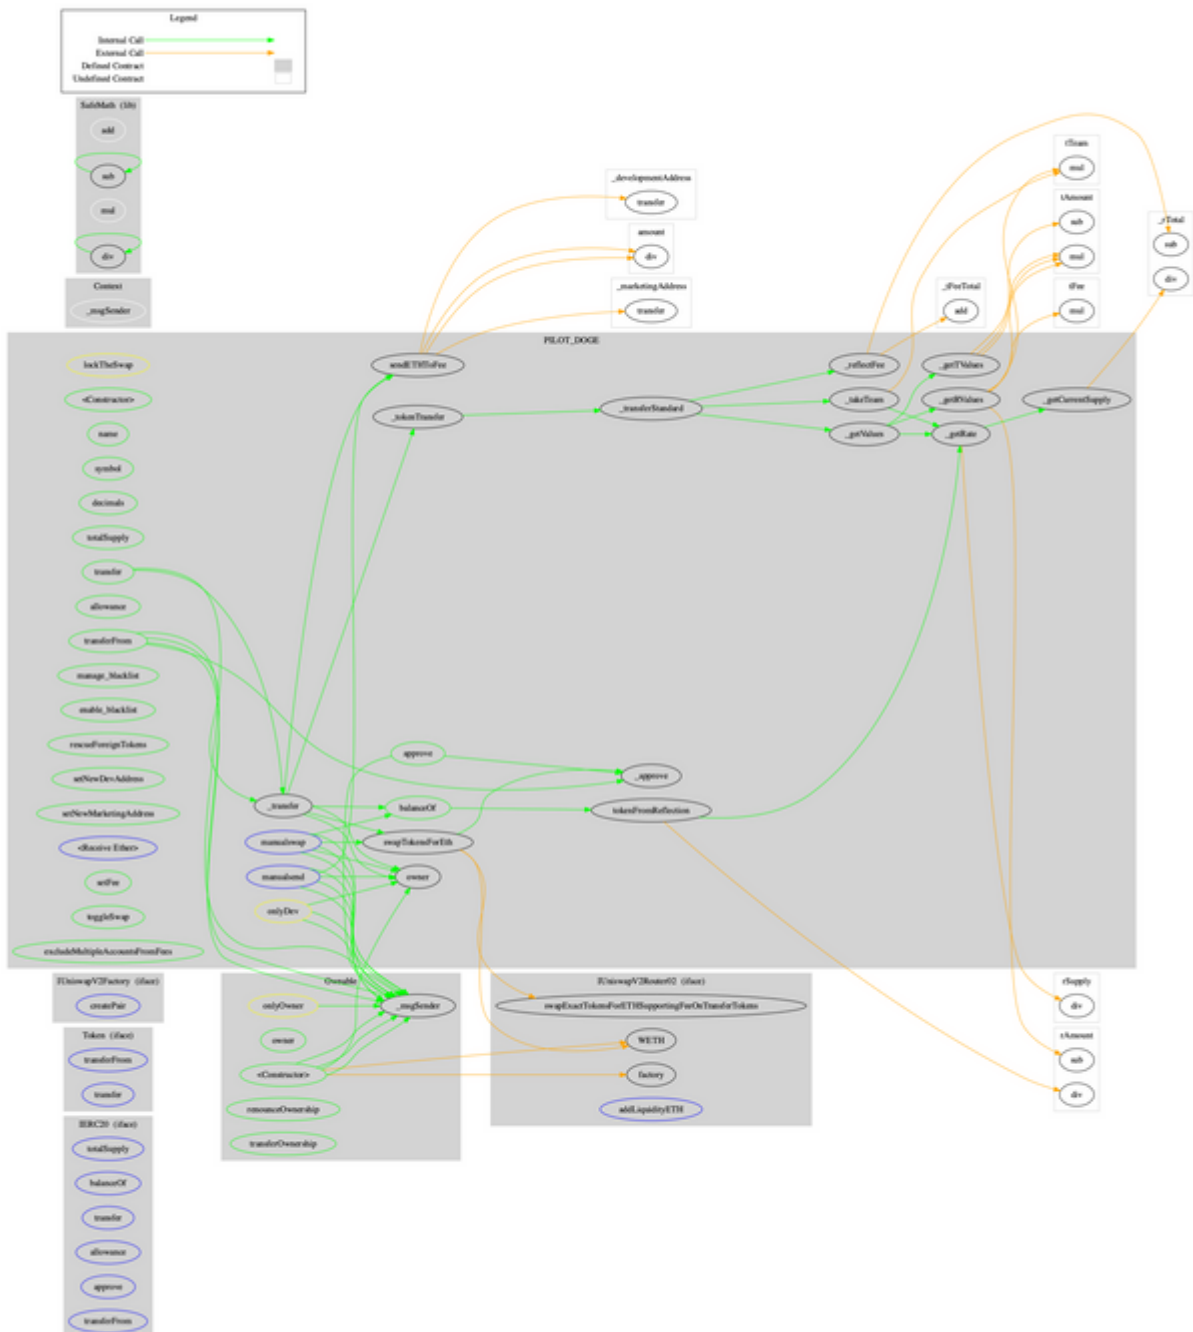 Legend
Internal Call
External Call
Defined Contract
Undefined Contract
SafeMath (lib)
add
sub
mul
div
Context
_msgSender
_developmentAddress
transfer
amount
div
_marketingAddress
transfer
_tFeeTotal
add
tTeam
mul
tAmount
sub
mul
tFee
mul
_rTotal
sub
div
PILOT_DOGE
lockTheSwap
<Constructor>
name
symbol
decimals
totalSupply
transfer
allowance
transferFrom
manage_blacklist
enable_blacklist
rescueForeignTokens
setNewDevAddress
setNewMarketingAddress
<Receive Ether>
setFee
toggleSwap
excludeMultipleAccountsFromFees
sendETHToFee
_tokenTransfer
_transferStandard
_reflectFee
_takeTeam
_getValues
_getTValues
_getRValues
_getRate
_getCurrentSupply
approve
_approve
_transfer
balanceOf
tokenFromReflection
manualswap
swapTokensForEth
manualsend
owner
onlyDev
IUniswapV2Factory (iface)
createPair
Token (iface)
transferFrom
transfer
IERC20 (iface)
totalSupply
balanceOf
transfer
allowance
approve
transferFrom
Ownable
onlyOwner
_msgSender
owner
<Constructor>
renounceOwnership
transferOwnership
IUniswapV2Router02 (iface)
swapExactTokensForETHSupportingFeeOnTransferTokens
WETH
factory
addLiquidityETH
rSupply
div
rAmount
sub
div